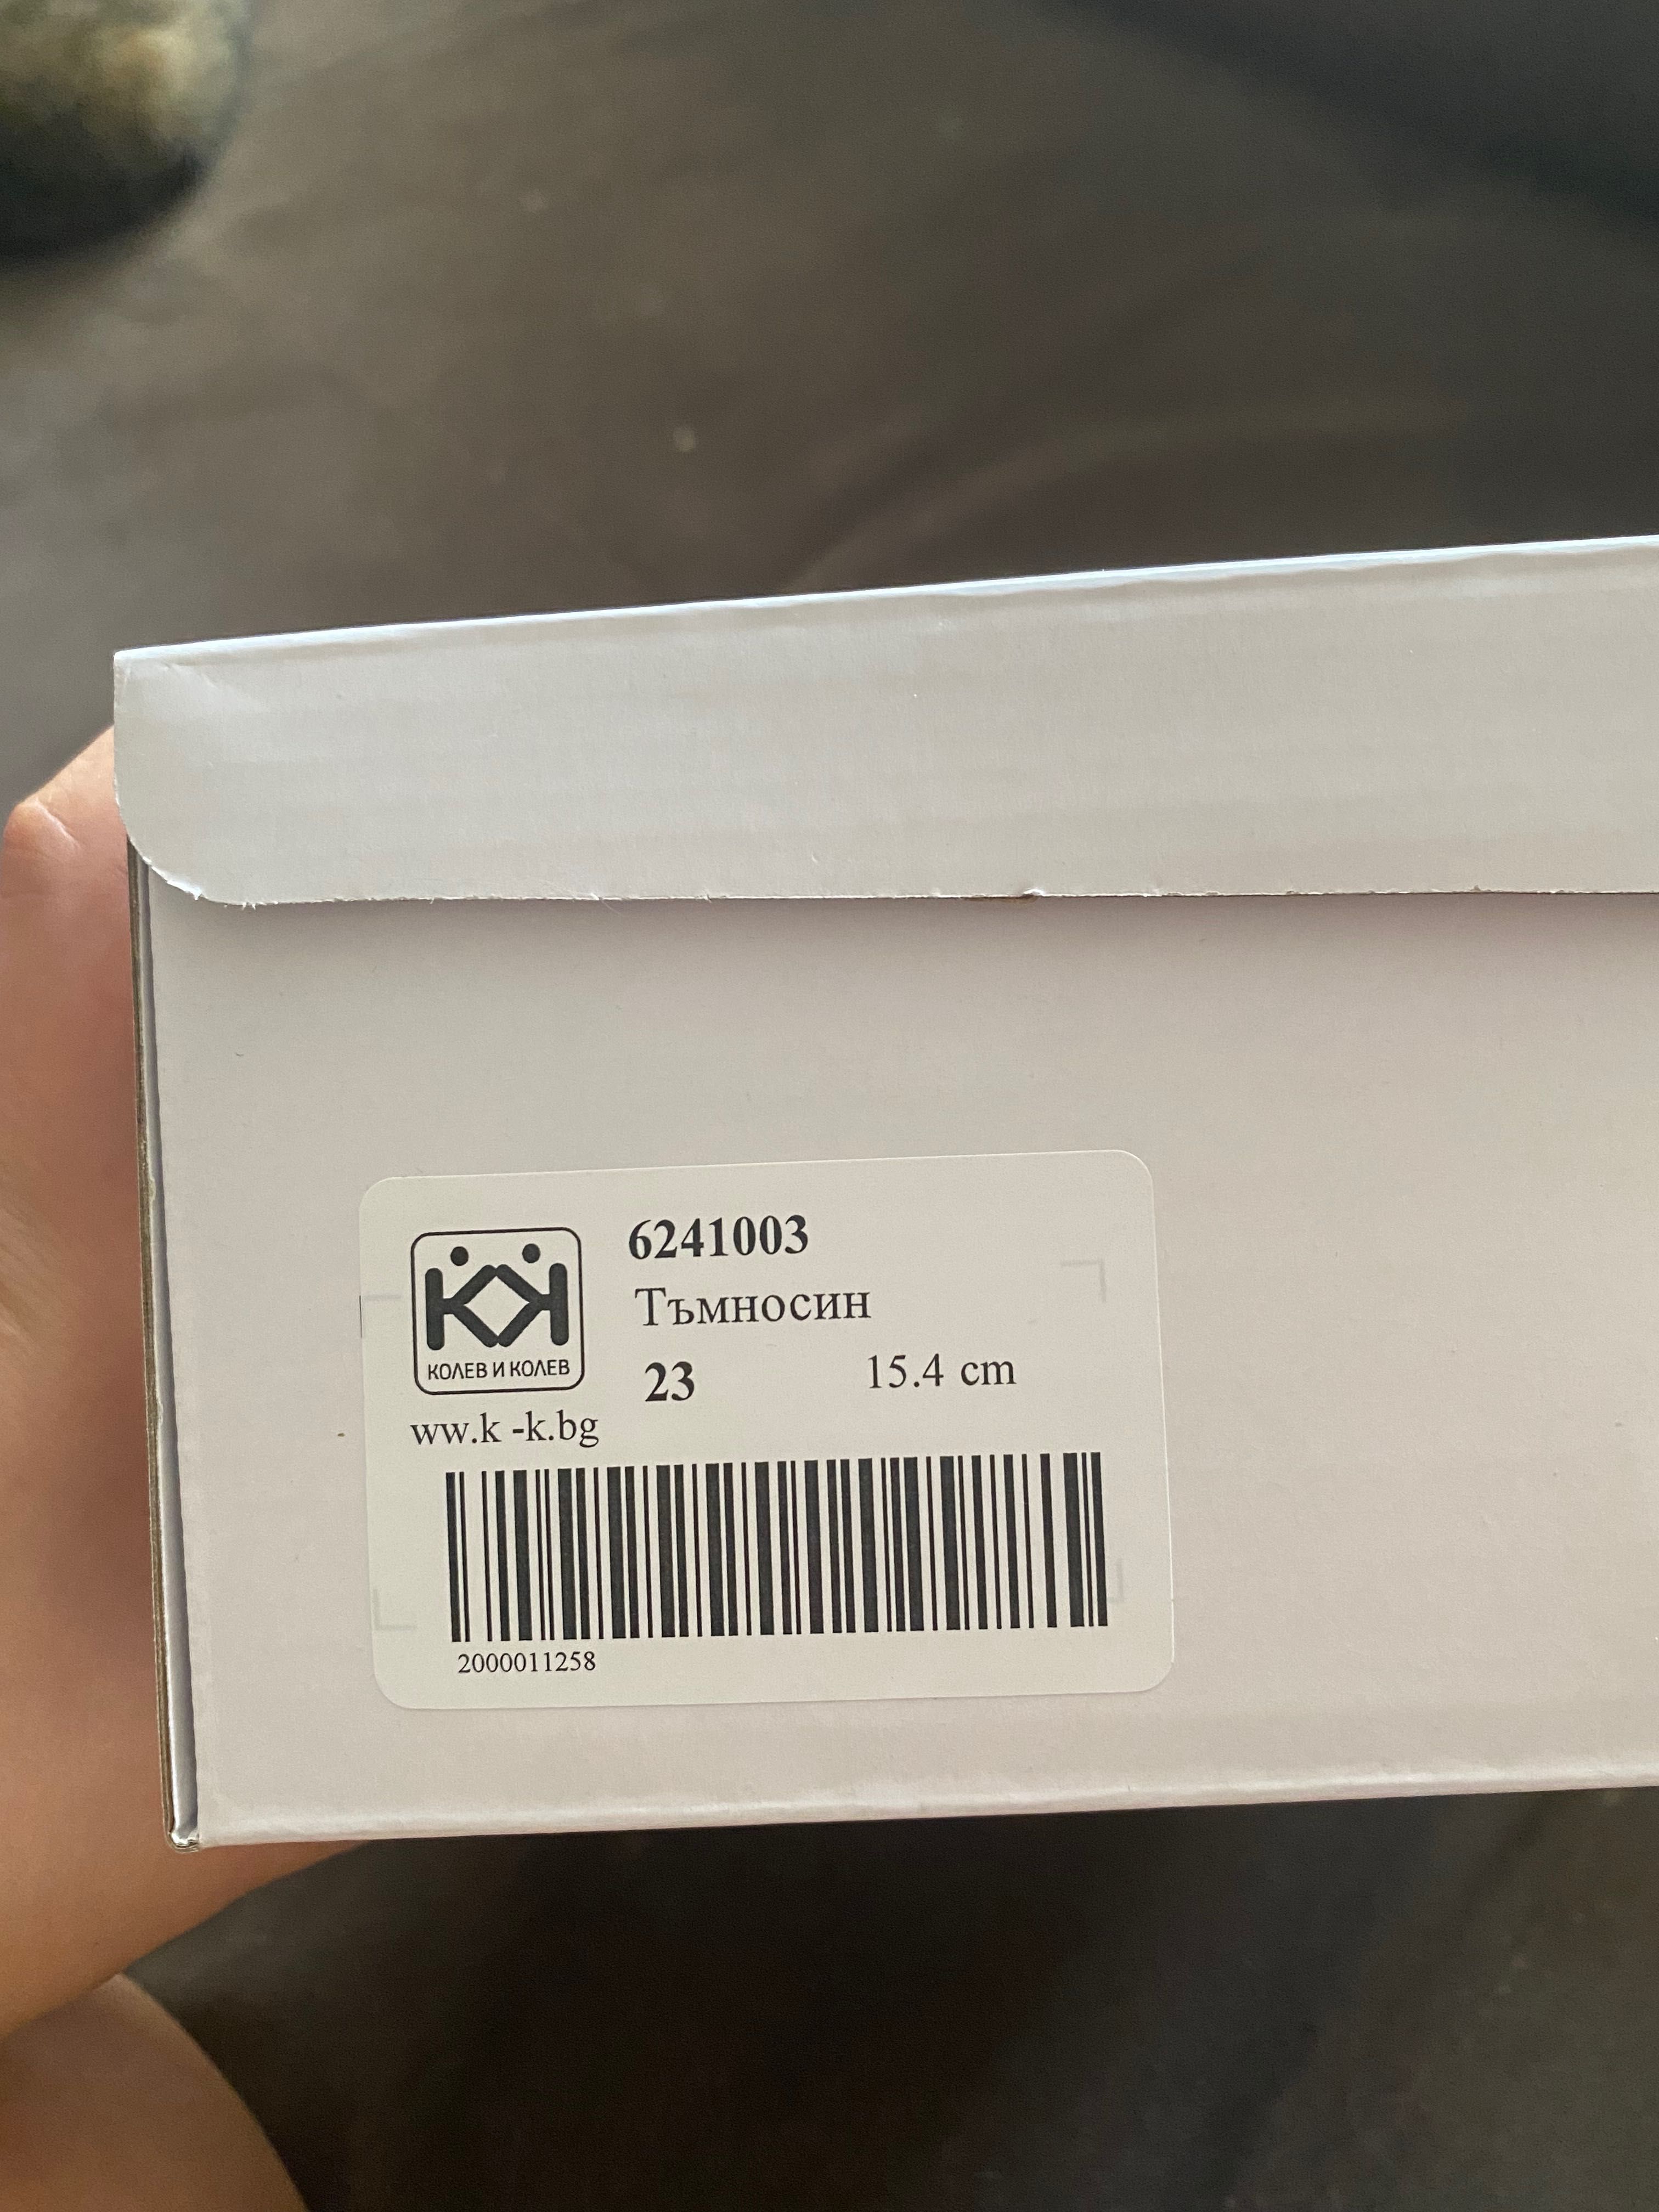 6241003
Тъмносин
23 15.4 cm
КОЛЕВ И КОЛЕВ
ww.k -k.bg
2000011258